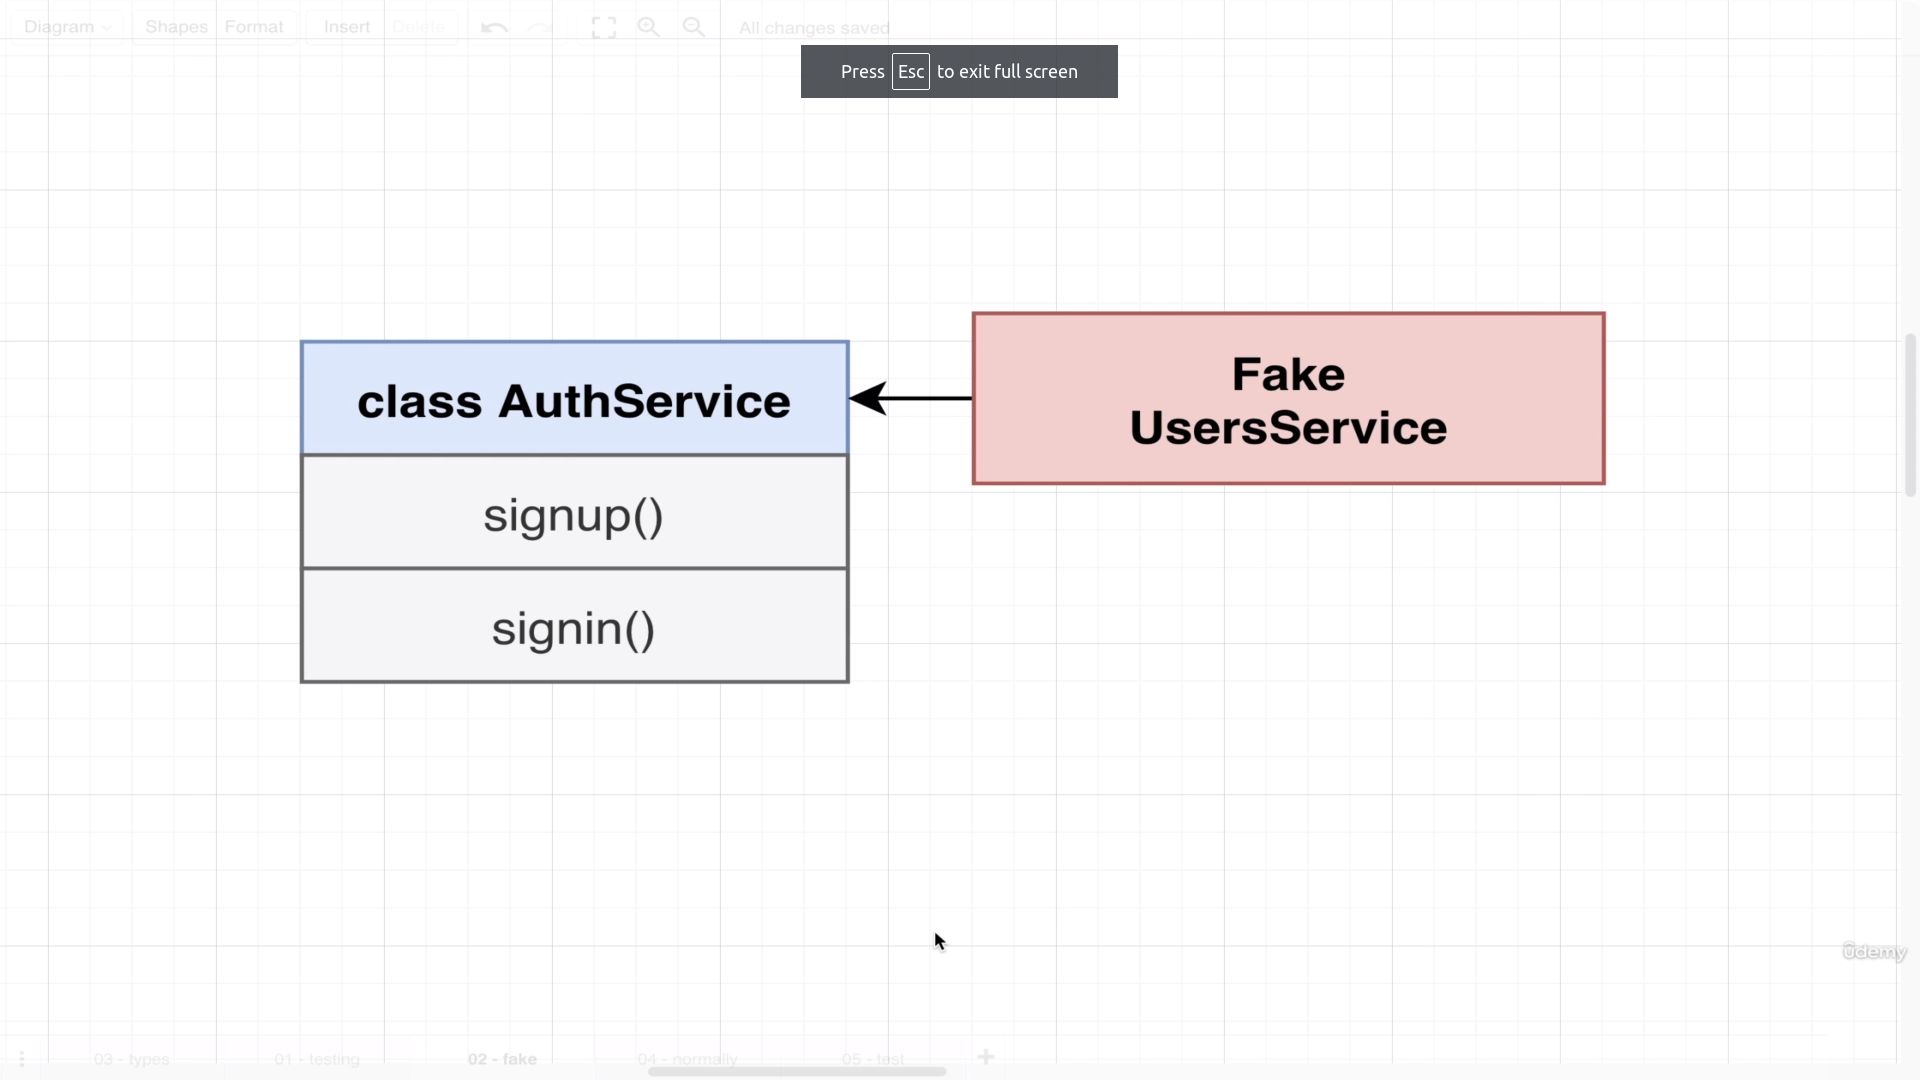 Diagram Shapes Format Insert Delete All changes saved
Press Esc to exit full screen
class AuthService
signup()
signin()
Fake
UsersService
ûdemy
03 - types 01 - testing 02 - fake 04 - normally 05 - test